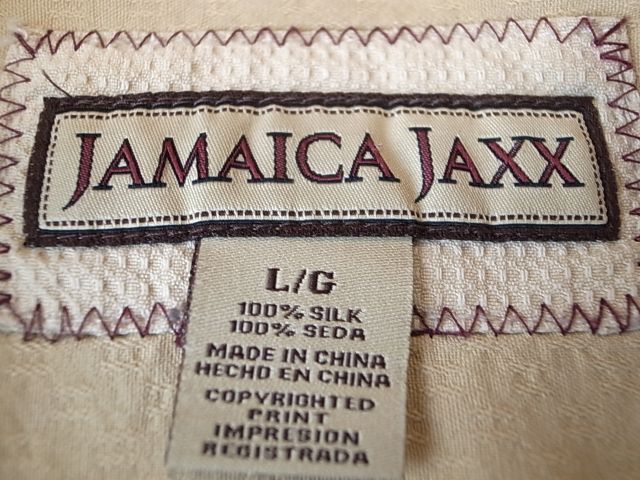 JAMAICA JAXX
L/G
100% SILK
100% SEDA
MADE IN CHINA
HECHO EN CHINA
COPYRIGHTED
PRINT
IMPRESION
REGISTRADA